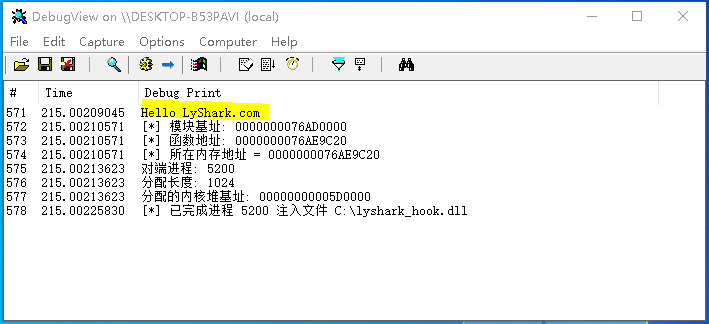 DebugView on \\DESKTOP-B53PAVI (local)
File Edit Capture Options Computer Help
# Time Debug Print
571 215.00209045 Hello LyShark.com
572 215.00210571 [*] 模块基址: 0000000076AD0000
573 215.00210571 [*] 函数地址: 0000000076AE9C20
574 215.00210571 [*] 所在内存地址 = 0000000076AE9C20
575 215.00213623 对端进程: 5200
576 215.00213623 分配长度: 1024
577 215.00213623 分配的内核堆基址: 00000000005D0000
578 215.00225830 [*] 已完成进程 5200 注入文件 C:\lyshark_hook.dll